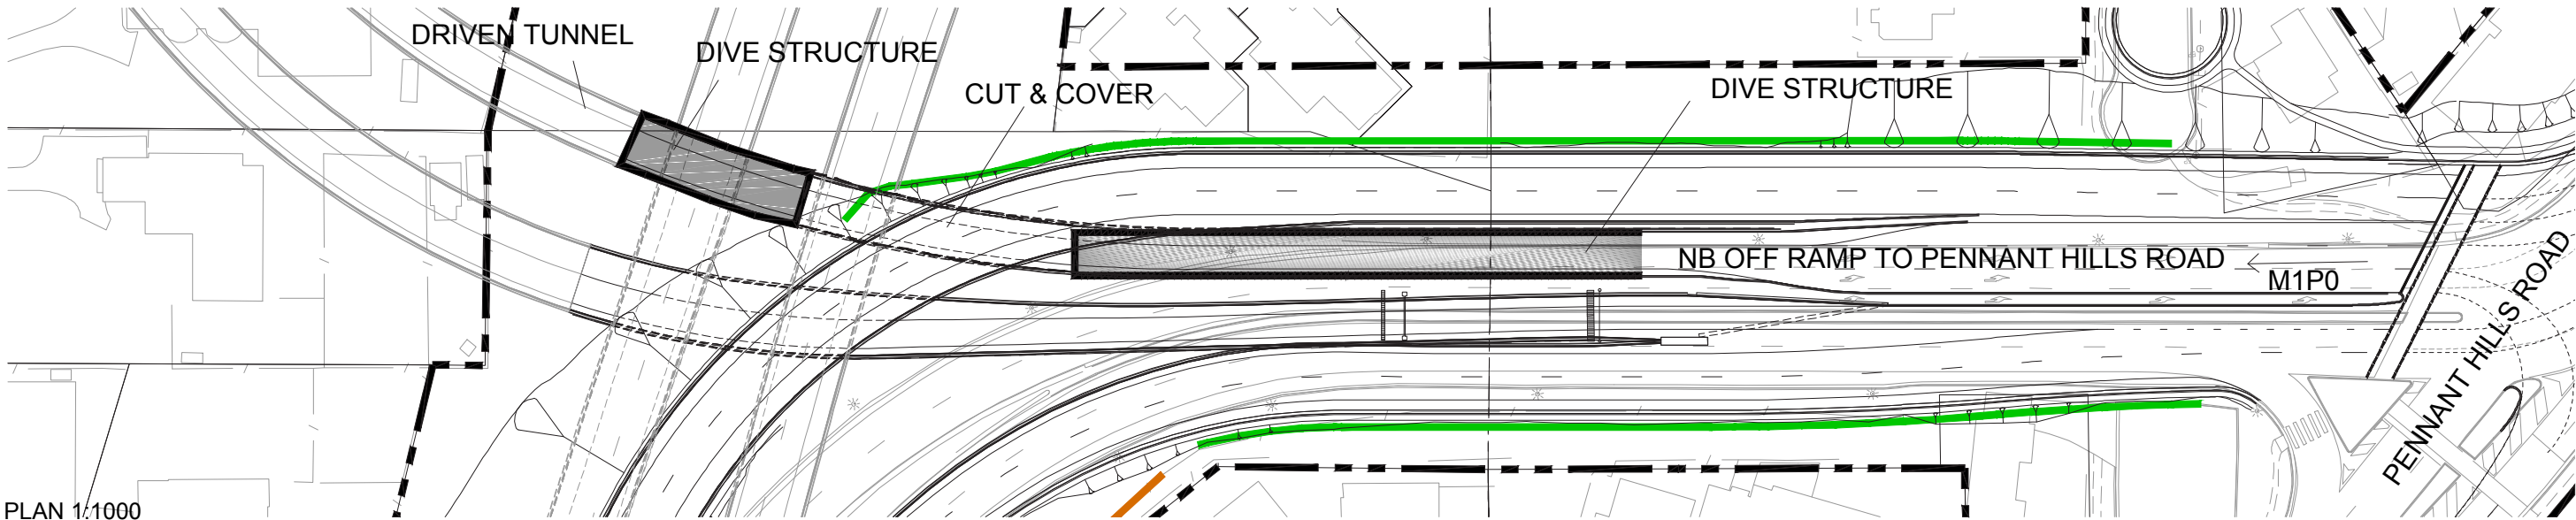 DRIVEN TUNNEL
DIVE STRUCTURE
CUT & COVER
DIVE STRUCTURE
NB OFF RAMP TO PENNANT HILLS ROAD
M1P0
PENNANT HILLS ROAD
PLAN 1:1000